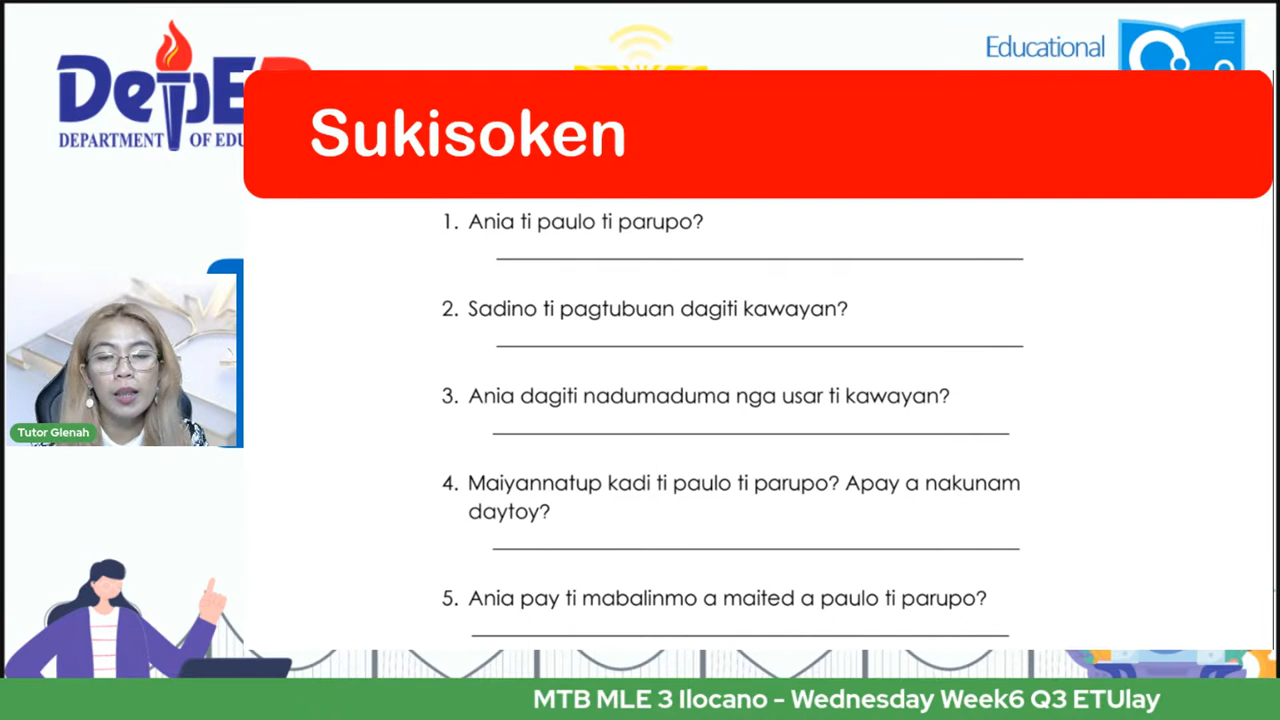 DepE
DEPARTMENT OF EDU
Educational
Sukisoken
1. Ania ti paulo ti parupo?
2. Sadino ti pagtubuan dagiti kawayan?
3. Ania dagiti nadumaduma nga usar ti kawayan?
4. Maiyannatup kadi ti paulo ti parupo? Apay a nakunam
daytoy?
5. Ania pay ti mabalinmo a maited a paulo ti parupo?
Tutor Glenah
MTB MLE 3 Ilocano - Wednesday Week6 Q3 ETUlay